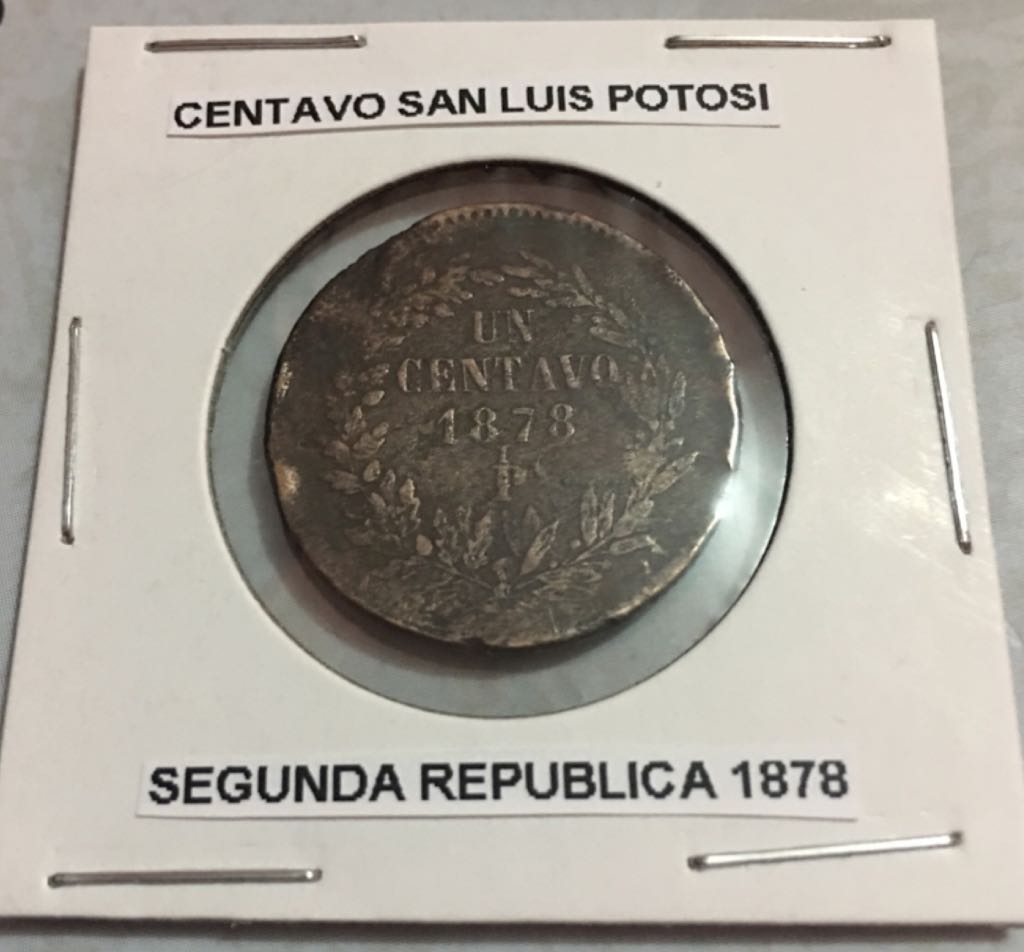 CENTAVO SAN LUIS POTOSI
UN
CENTAVO
1878
P
SEGUNDA REPUBLICA 1878